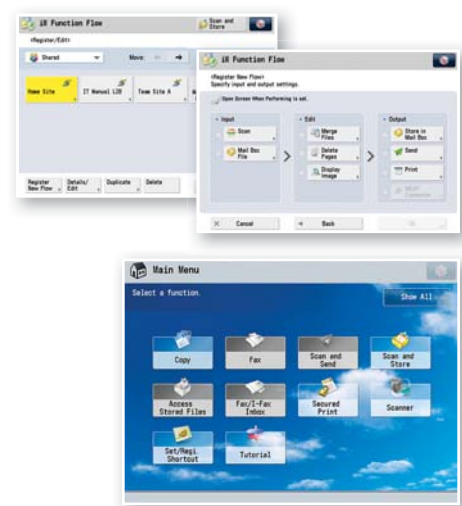 iR Function Flow
Scan and
Store
<Register/Edit>
Shared
Move:
Home Site
IT Manual LIB
Team Site A
Register
New Flow
Details/
Edit
Duplicate
Delete
iR Function Flow
<Register New Flow>
Specify input and output settings.
Open Screen When Performing is set.
Input
Edit
Output
Scan
Merge
Files
Store in
Mail Box
Mail Box
File
Delete
Pages
Send
Display
Image
Print
Cancel
Back
Main Menu
Select a function.
Show All
Copy
Fax
Scan and
Send
Scan and
Store
Access
Stored Files
Fax/I-Fax
Inbox
Secured
Print
Scanner
Set/Regi.
Shortcut
Tutorial